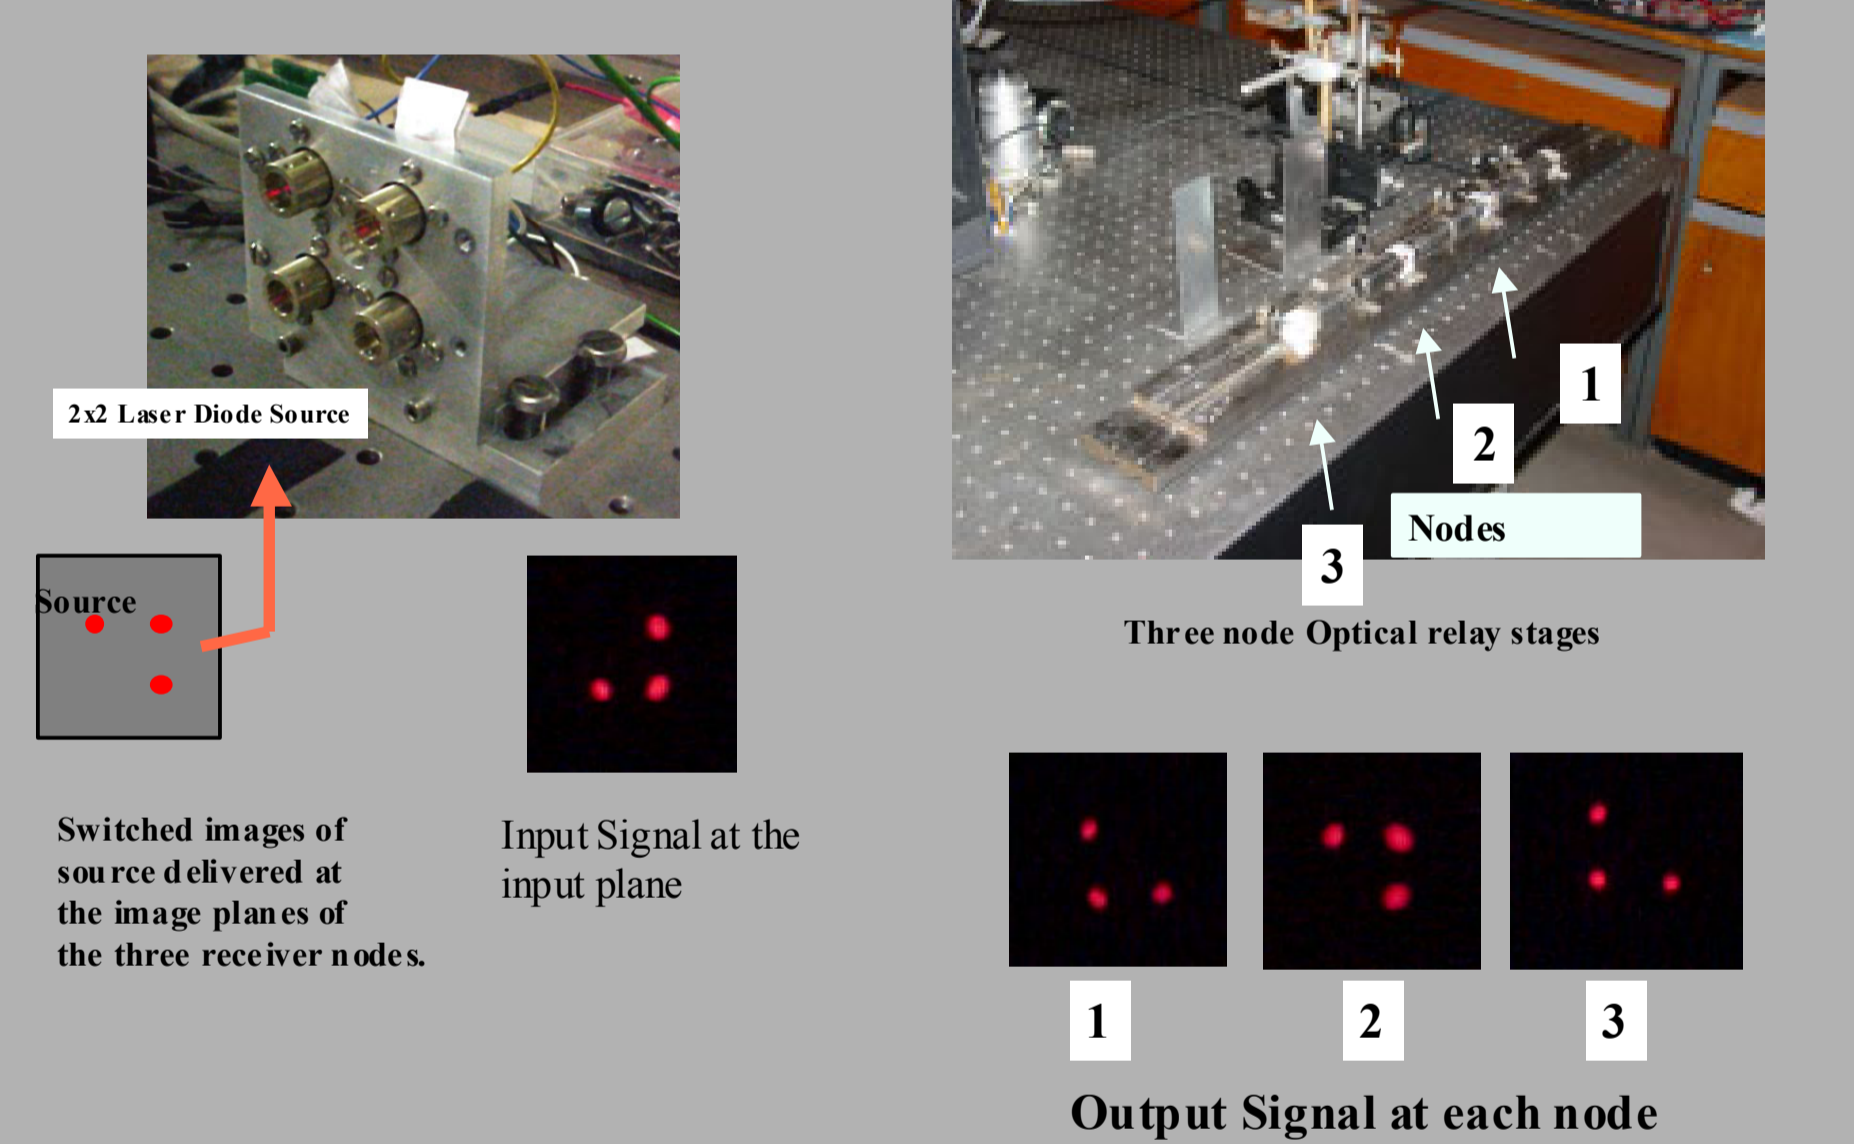 2x2 Laser Diode Source
Source
Switched images of
source delivered at
the image planes of
the three receiver nodes.
Input Signal at the
input plane
1
2
3
Nodes
Three node Optical relay stages
1
2
3
Output Signal at each node